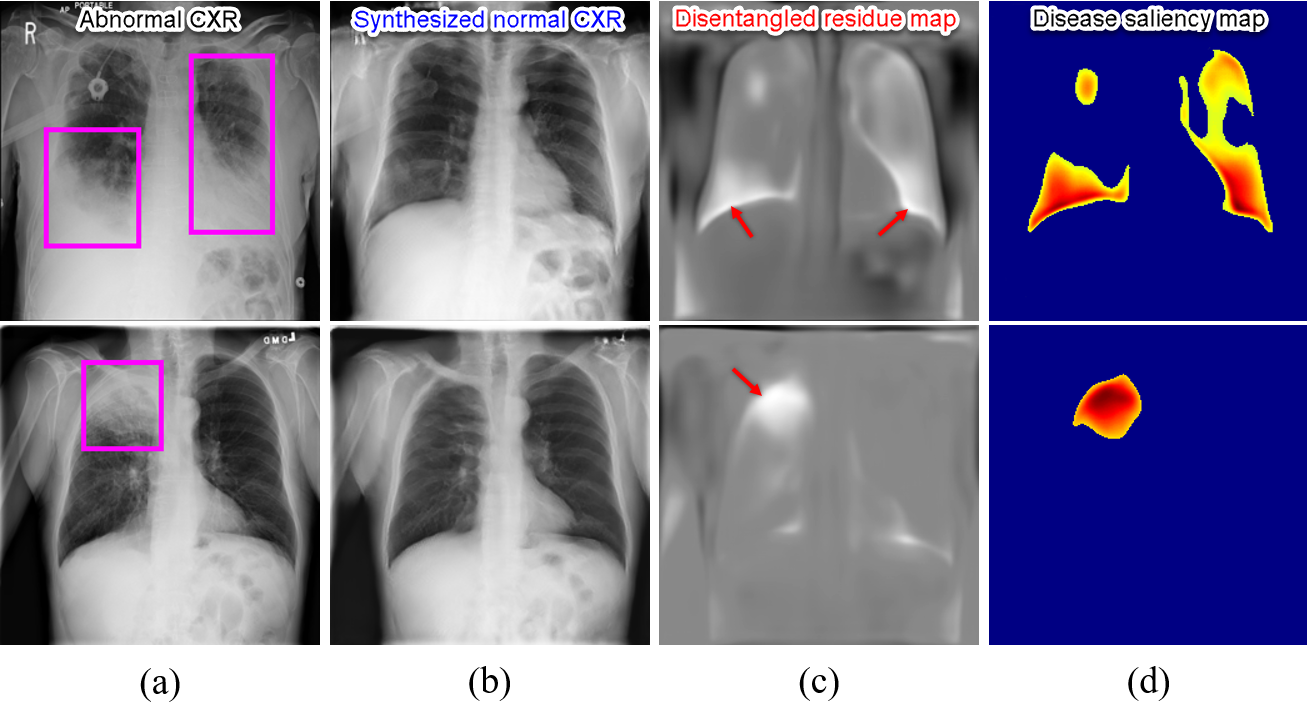 Abnormal CXR
Synthesized normal CXR
Disentangled residue map
Disease saliency map
AP PORTABLE
R
(a)
(b)
(c)
(d)